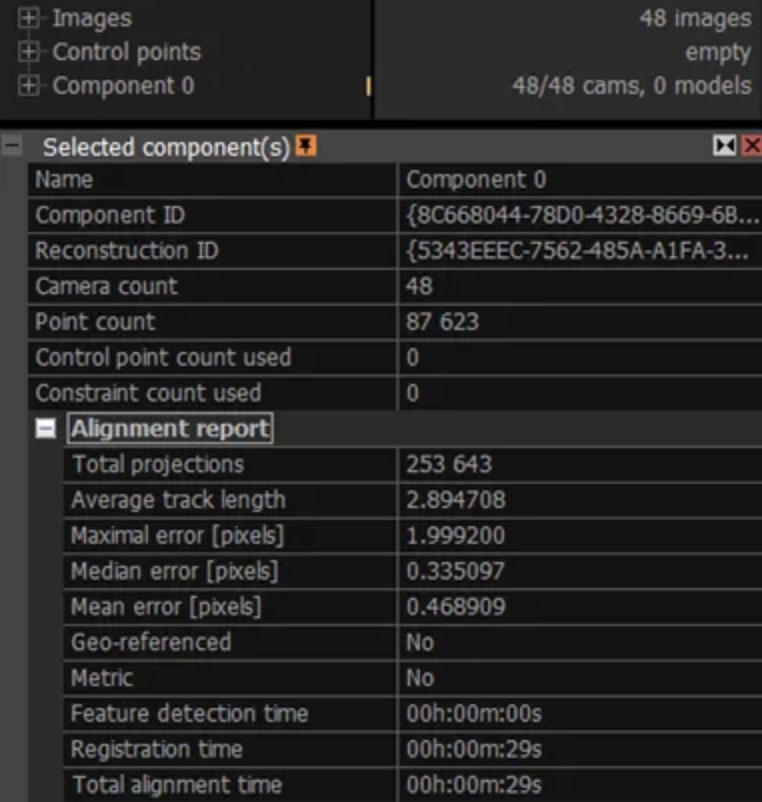 Images 48 images
Control points empty
Component 0 48/48 cams, 0 models
Selected component(s)
Name Component 0
Component ID {8C668044-78D0-4328-8669-6B...
Reconstruction ID {5343EEEC-7562-485A-A1FA-3...
Camera count 48
Point count 87 623
Control point count used 0
Constraint count used 0
Alignment report
Total projections 253 643
Average track length 2.894708
Maximal error [pixels] 1.999200
Median error [pixels] 0.335097
Mean error [pixels] 0.468909
Geo-referenced No
Metric No
Feature detection time 00h:00m:00s
Registration time 00h:00m:29s
Total alignment time 00h:00m:29s